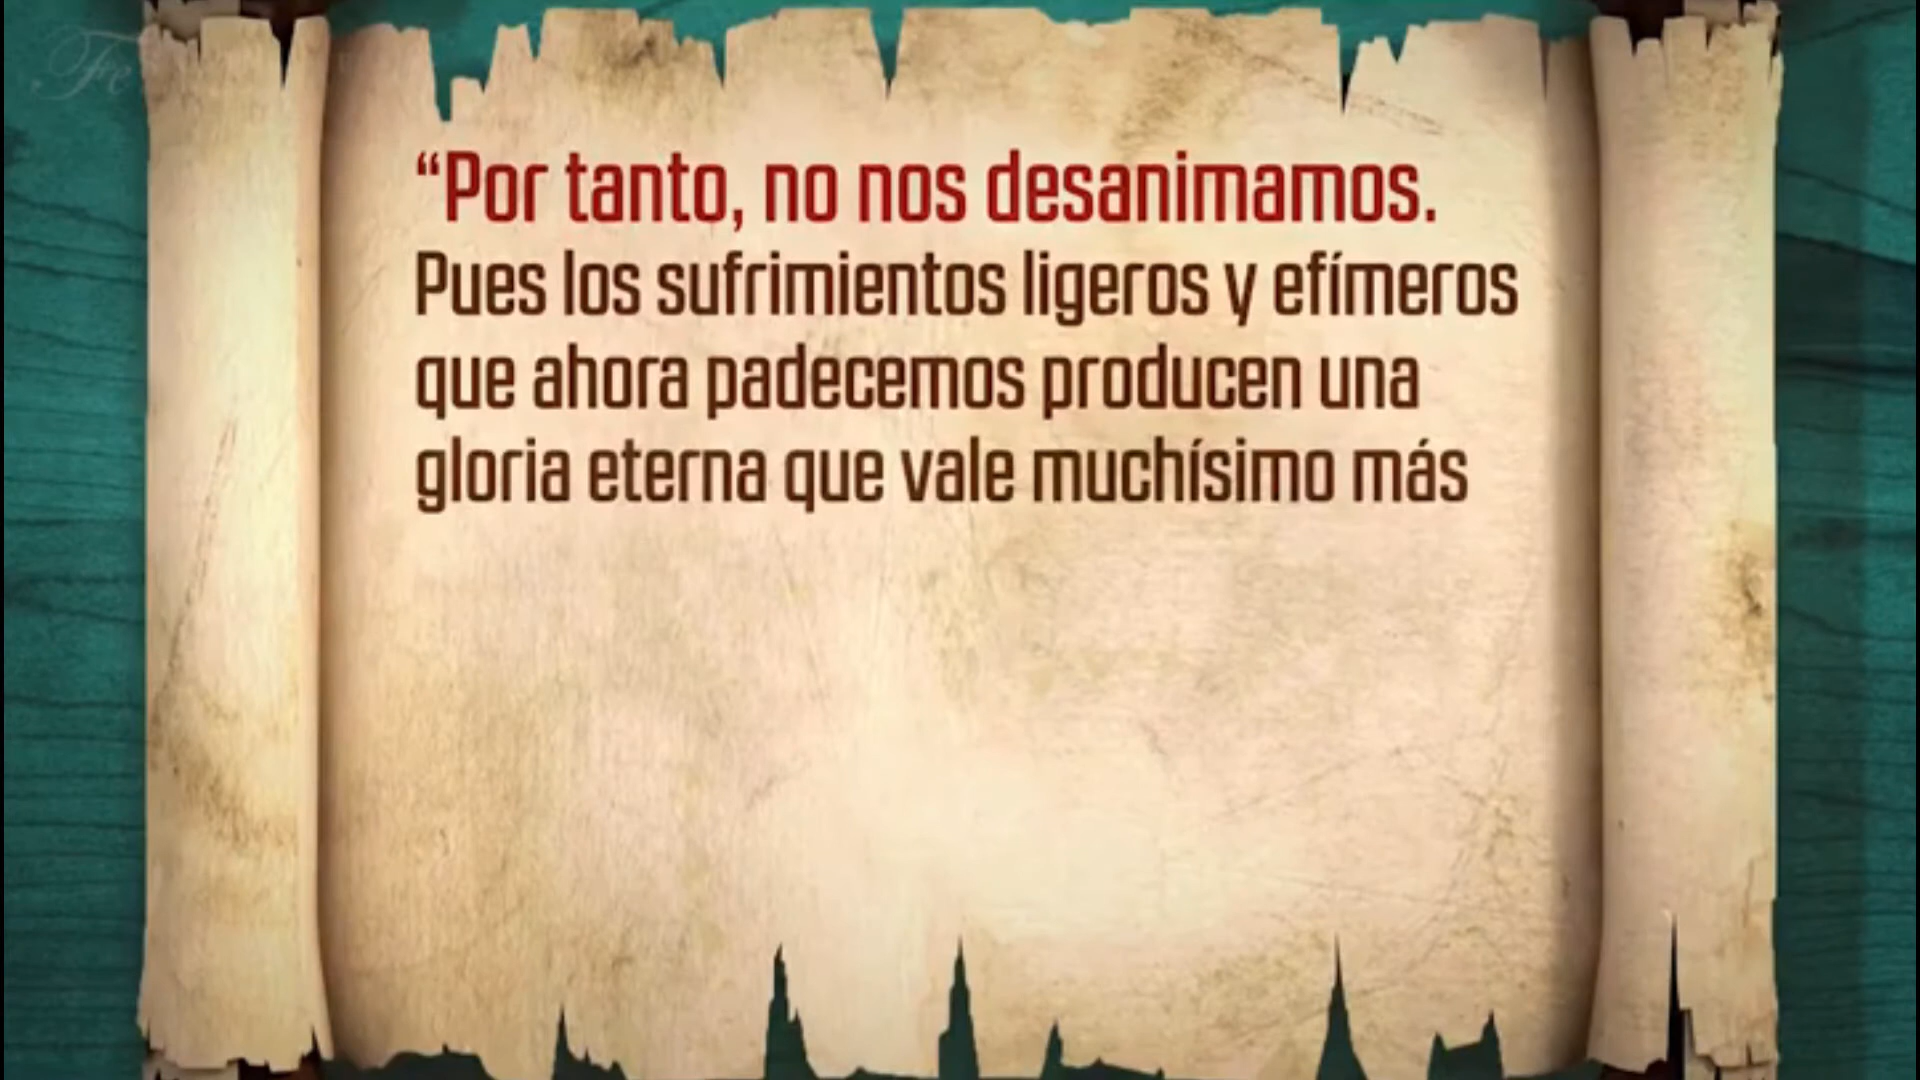 Fe
“Por tanto, no nos desanimamos.
Pues los sufrimientos ligeros y efímeros
que ahora padecemos producen una
gloria eterna que vale muchísimo más